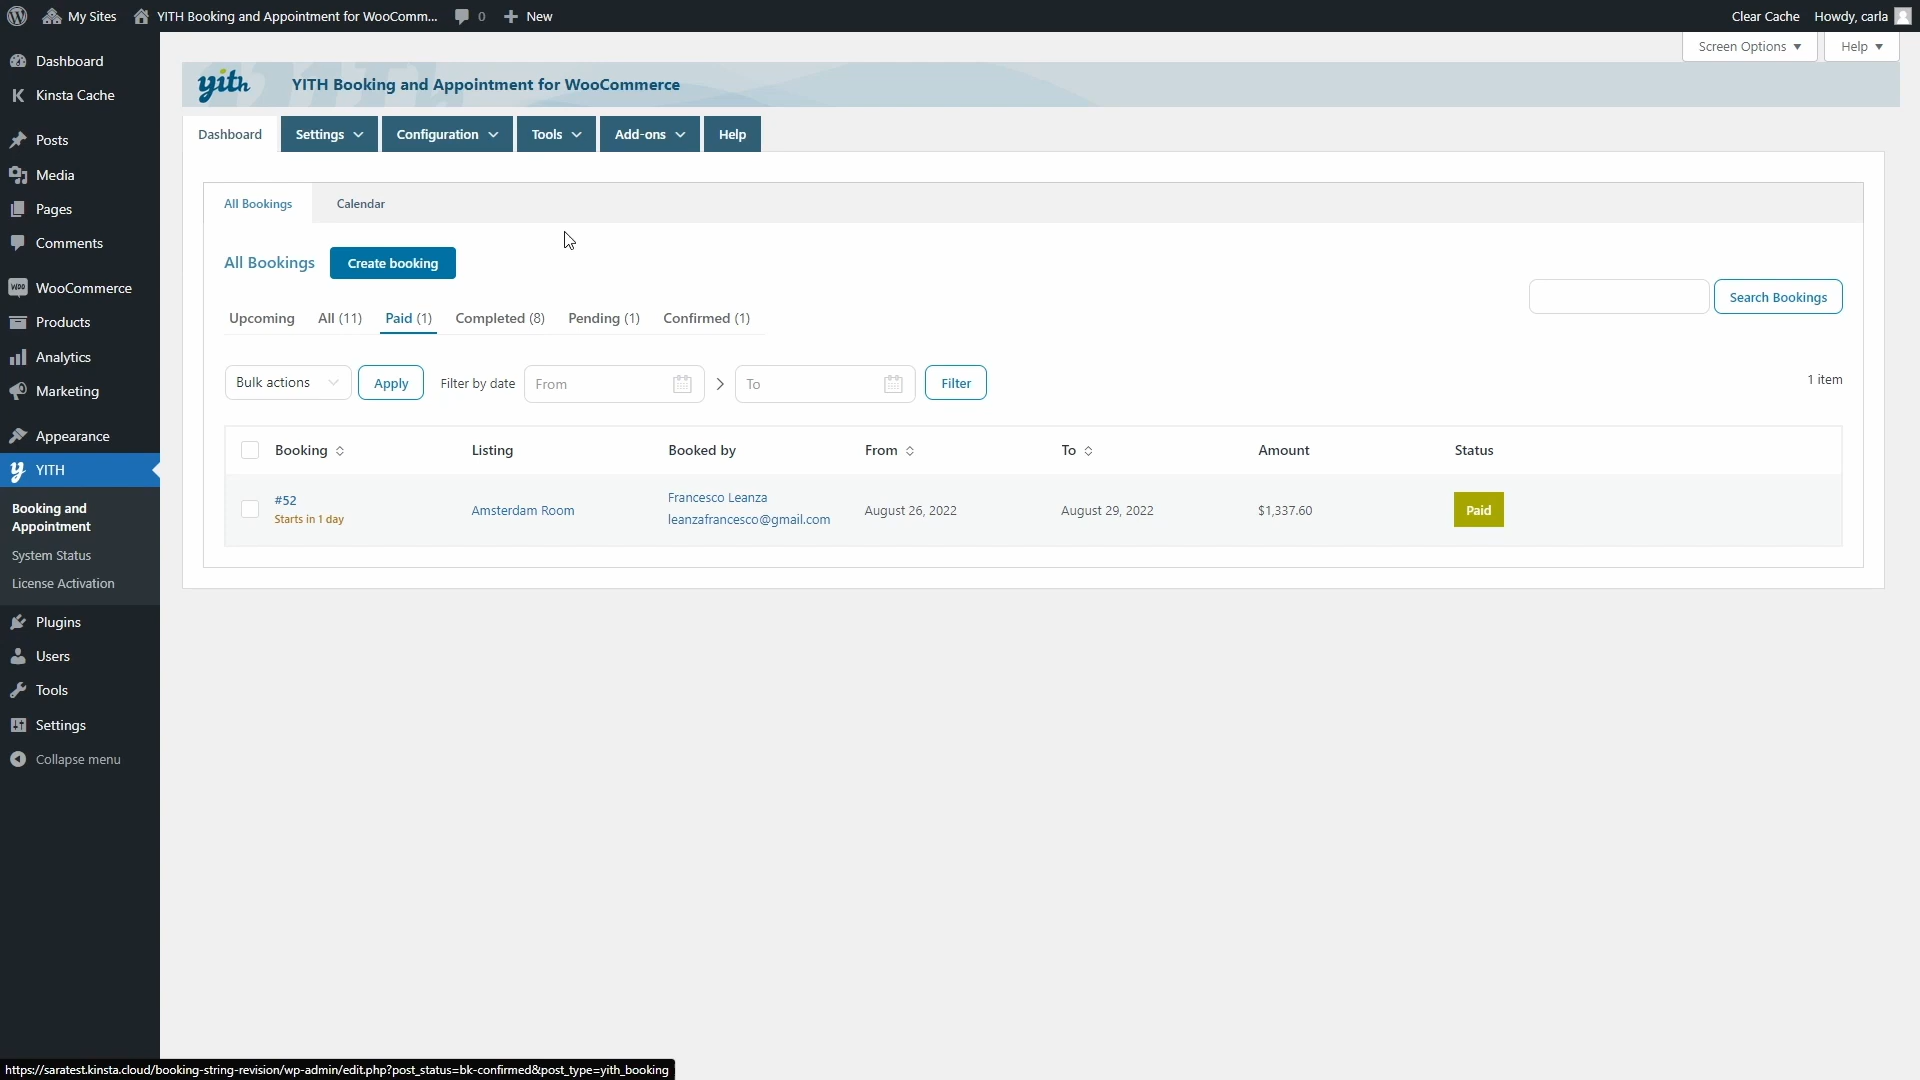 My Sites
YITH Booking and Appointment for WooComm...
0
New
Clear Cache
Howdy, carla
Screen Options
Help
Dashboard
Kinsta Cache
Posts
Media
Pages
Comments
WooCommerce
Products
Analytics
Marketing
Appearance
YITH
Booking and
Appointment
System Status
License Activation
Plugins
Users
Tools
Settings
Collapse menu
yith
YITH Booking and Appointment for WooCommerce
Dashboard
Settings
Configuration
Tools
Add-ons
Help
All Bookings
Calendar
All Bookings
Create booking
Search Bookings
Upcoming
All (11)
Paid (1)
Completed (8)
Pending (1)
Confirmed (1)
Bulk actions
Apply
Filter by date
From
To
Filter
1 item
Booking
Listing
Booked by
From
To
Amount
Status
#52
Starts in 1 day
Amsterdam Room
Francesco Leanza
leanzafrancesco@gmail.com
August 26, 2022
August 29, 2022
$1,337.60
Paid
https://saratest.kinsta.cloud/booking-string-revision/wp-admin/edit.php?post_status=bk-confirmed&post_type=yith_booking